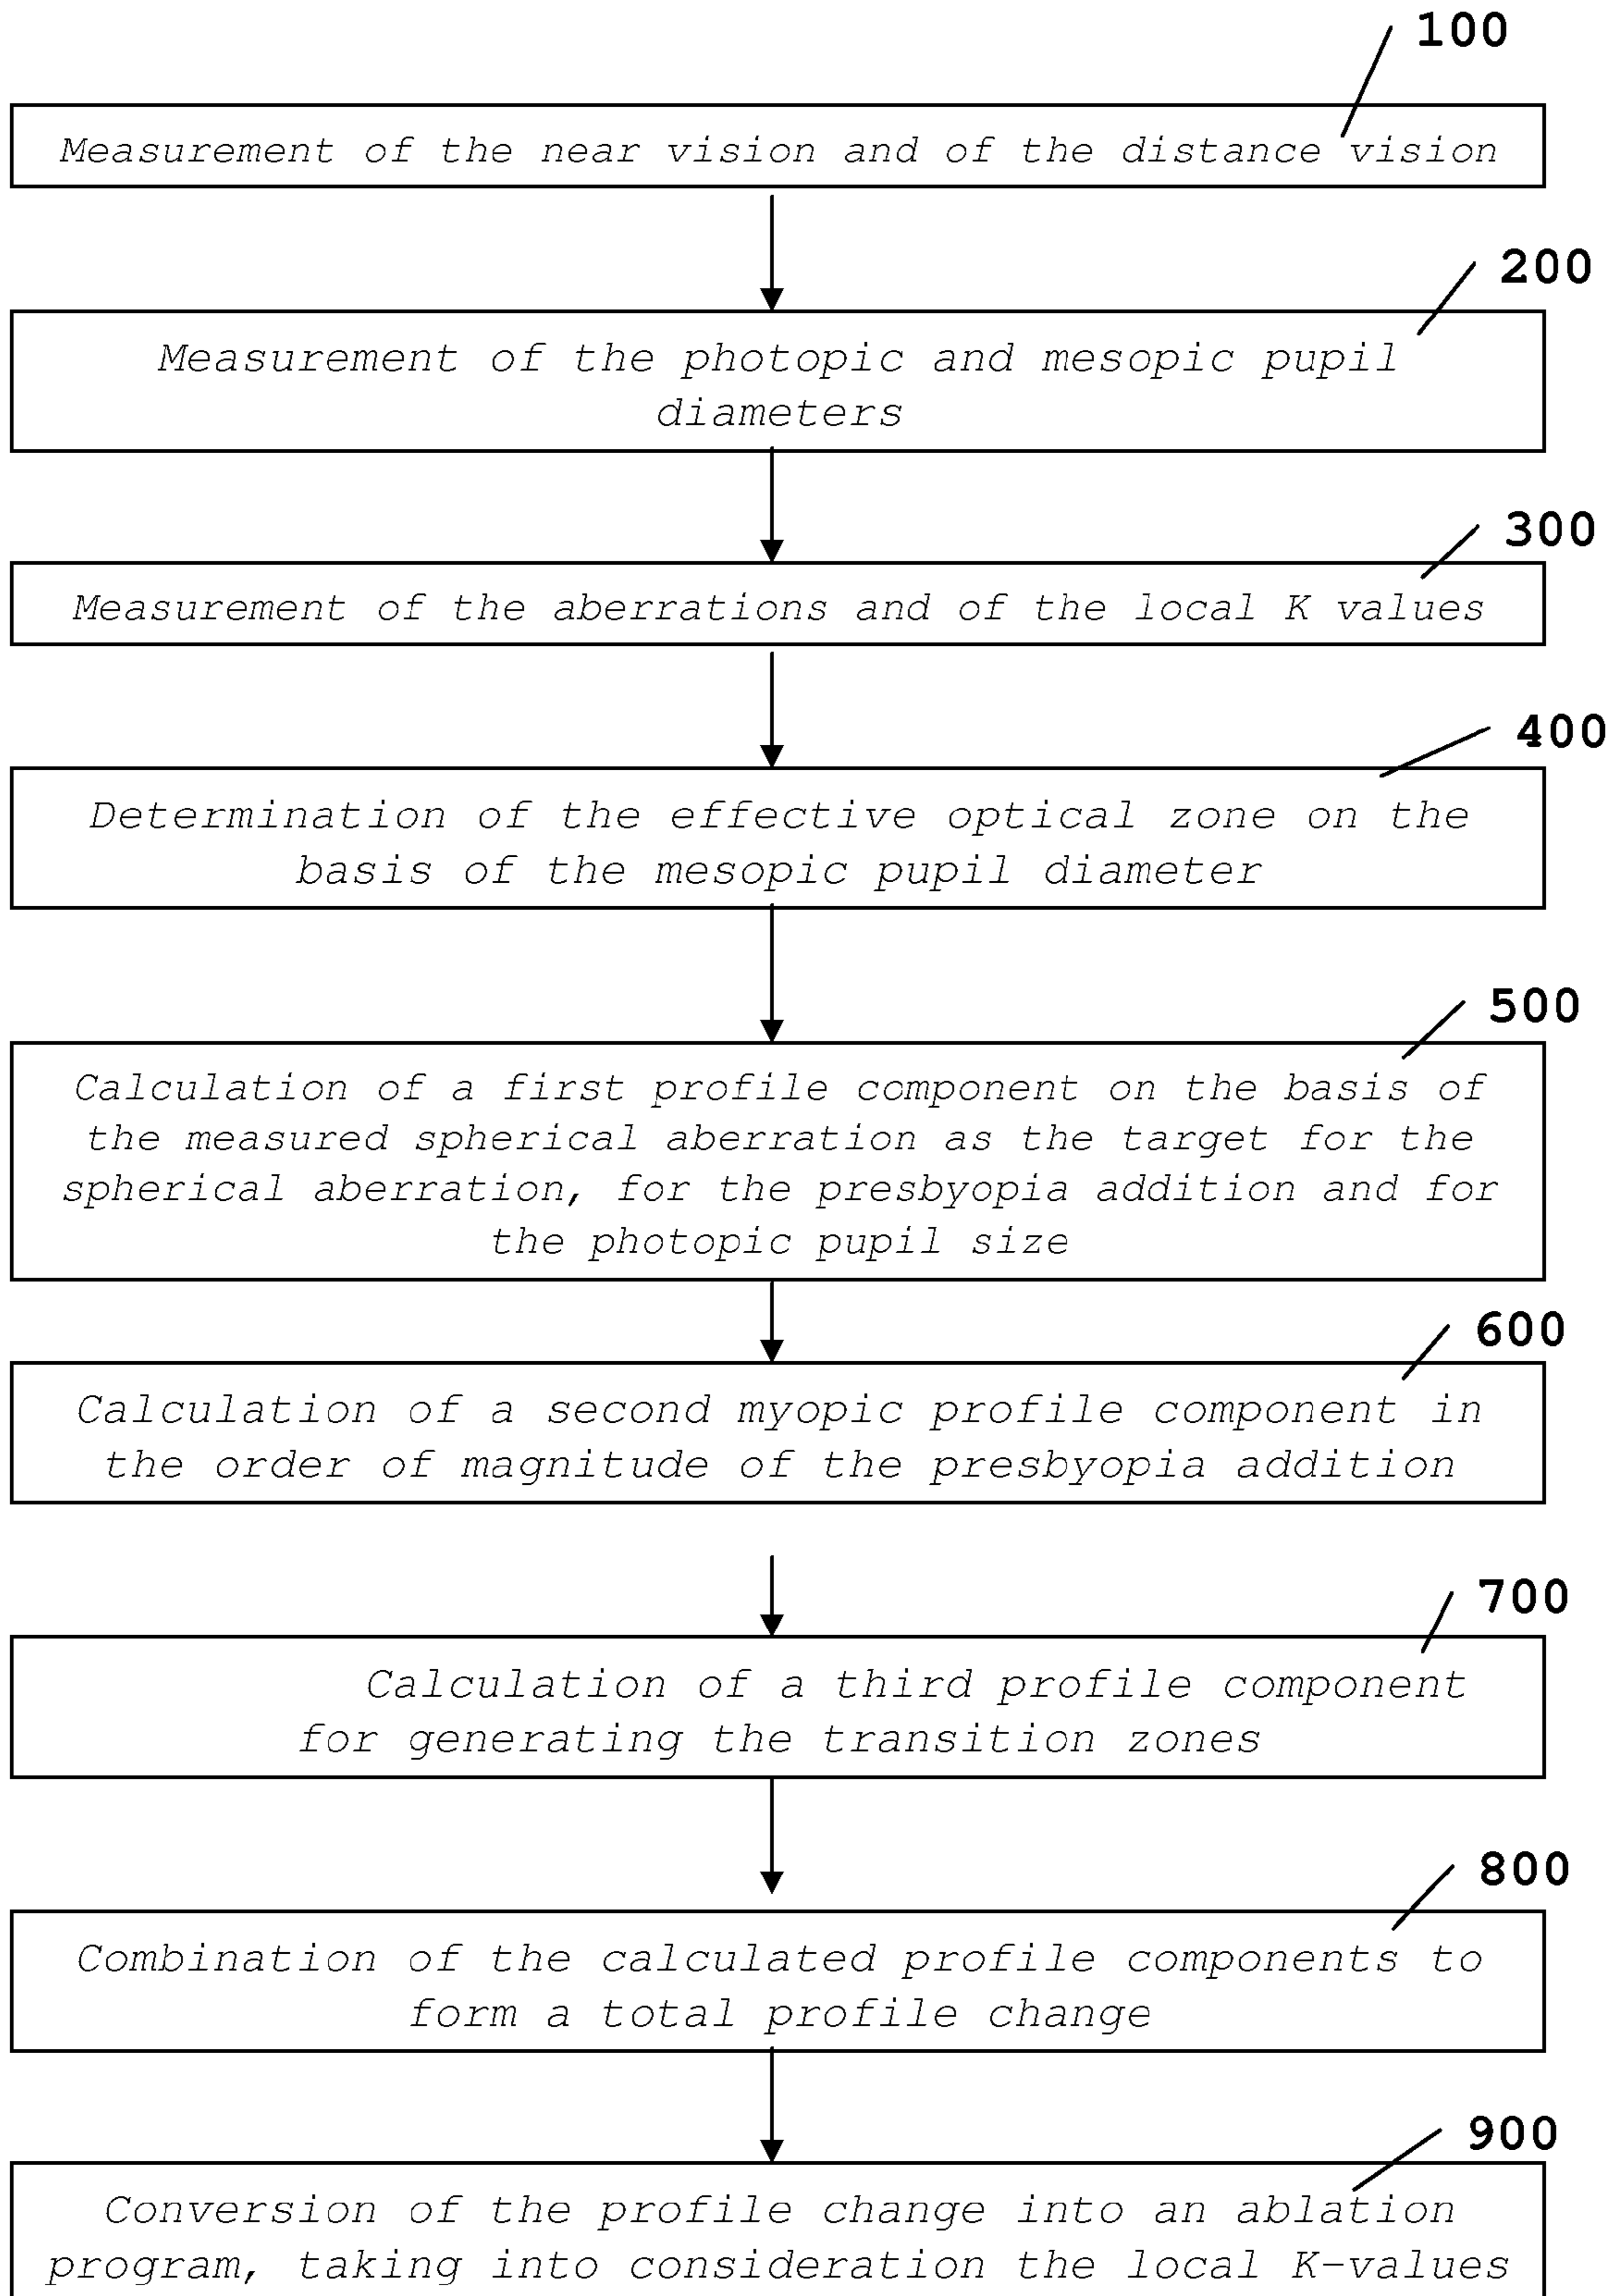 100
Measurement of the near vision and of the distance vision
200
Measurement of the photopic and mesopic pupil
diameters
300
Measurement of the aberrations and of the local K values
400
Determination of the effective optical zone on the
basis of the mesopic pupil diameter
500
Calculation of a first profile component on the basis of
the measured spherical aberration as the target for the
spherical aberration, for the presbyopia addition and for
the photopic pupil size
600
Calculation of a second myopic profile component in
the order of magnitude of the presbyopia addition
700
Calculation of a third profile component
for generating the transition zones
800
Combination of the calculated profile components to
form a total profile change
900
Conversion of the profile change into an ablation
program, taking into consideration the local K-values